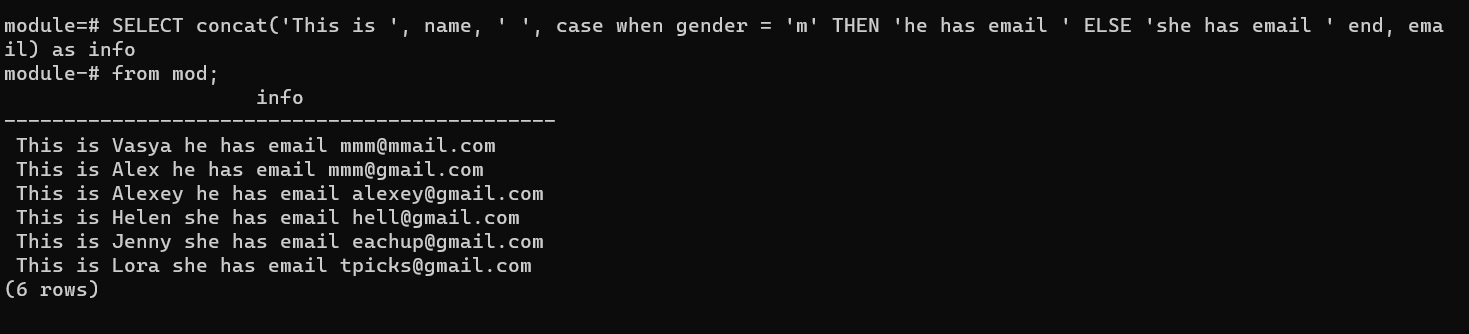 module=# SELECT concat('This is ', name, ' ', case when gender = 'm' THEN 'he has email ' ELSE 'she has email ' end, ema
il) as info
module-# from mod;
                     info
----------------------------------------------
 This is Vasya he has email mmm@mmail.com
 This is Alex he has email mmm@gmail.com
 This is Alexey he has email alexey@gmail.com
 This is Helen she has email hell@gmail.com
 This is Jenny she has email eachup@gmail.com
 This is Lora she has email tpicks@gmail.com
(6 rows)